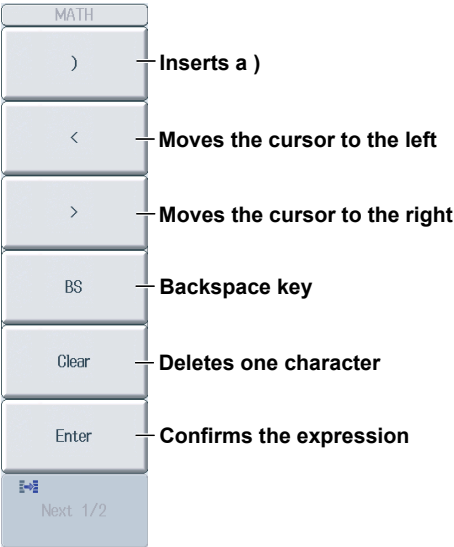 MATH
) Inserts a )
< Moves the cursor to the left
> Moves the cursor to the right
BS Backspace key
Clear Deletes one character
Enter Confirms the expression
Next 1/2